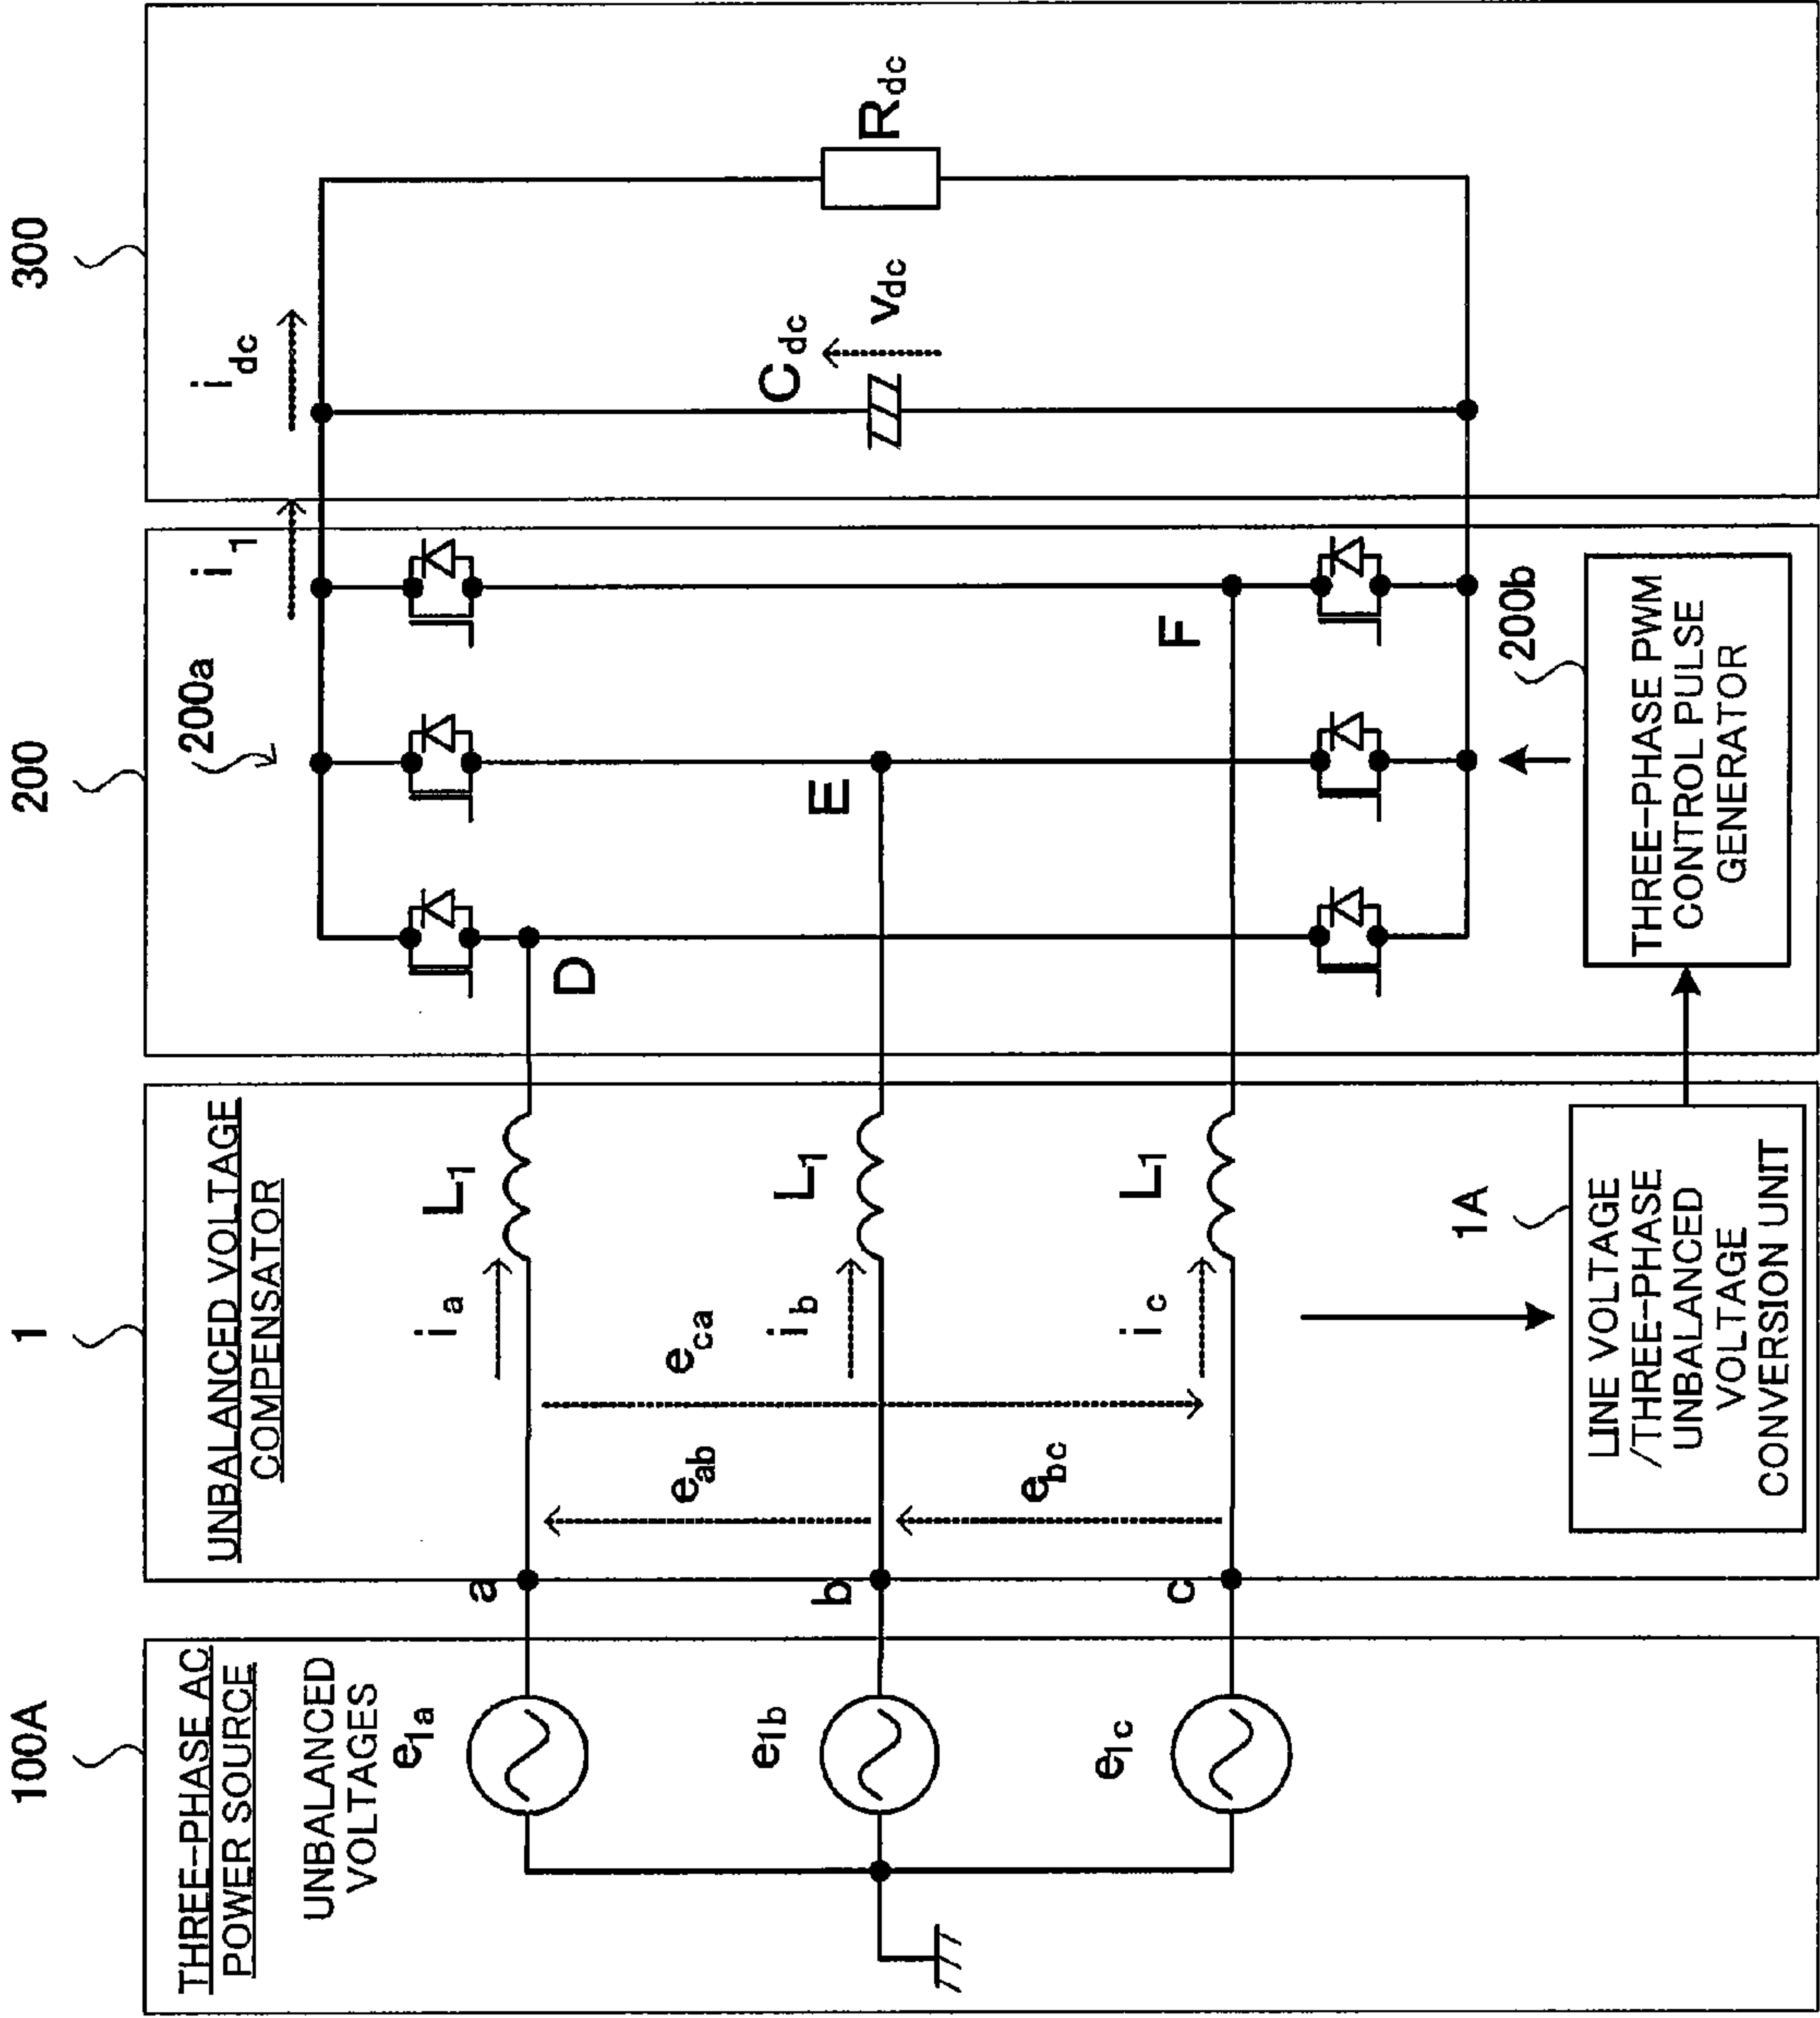 100A
1
200
300
THREE-PHASE AC
POWER SOURCE
UNBALANCED
VOLTAGES
e1a
e1b
e1c
UNBALANCED VOLTAGE
COMPENSATOR
a
b
c
eab
ebc
eca
ia
ib
ic
L1
L1
L1
1A
LINE VOLTAGE
/THREE-PHASE
UNBALANCED
VOLTAGE
CONVERSION UNIT
200a
i1
D
E
F
200b
THREE-PHASE PWM
CONTROL PULSE
GENERATOR
idc
Cdc
vdc
Rdc